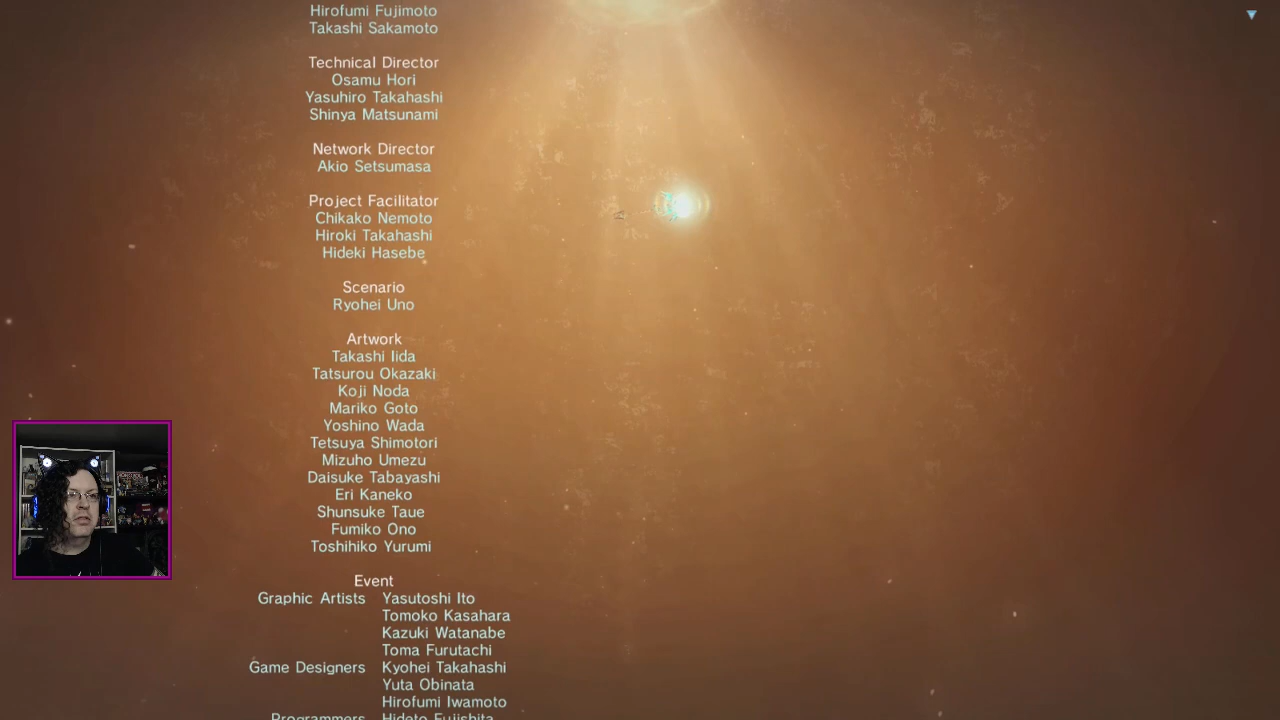 Hirofumi Fujimoto
Takashi Sakamoto
Technical Director
Osamu Hori
Yasuhiro Takahashi
Shinya Matsunami
Network Director
Akio Setsumasa
Project Facilitator
Chikako Nemoto
Hiroki Takahashi
Hideki Hasebe
Scenario
Ryohei Uno
Artwork
Takashi Iida
Tatsurou Okazaki
Koji Noda
Mariko Goto
Yoshino Wada
Tetsuya Shimotori
Mizuho Umezu
Daisuke Tabayashi
Eri Kaneko
Shunsuke Taue
Fumiko Ono
Toshihiko Yurumi
Event
Graphic Artists Yasutoshi Ito
Tomoko Kasahara
Kazuki Watanabe
Toma Furutachi
Game Designers Kyohei Takahashi
Yuta Obinata
Hirofumi Iwamoto
Programmers Hideto Fujishita